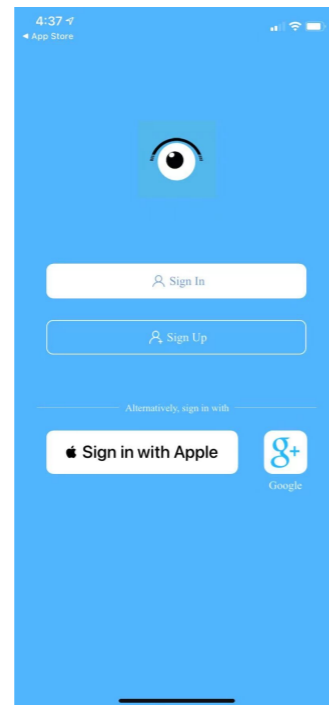 4:37
◀ App Store
Sign In
Sign Up
Alternatively, sign in with
Sign in with Apple
g+
Google